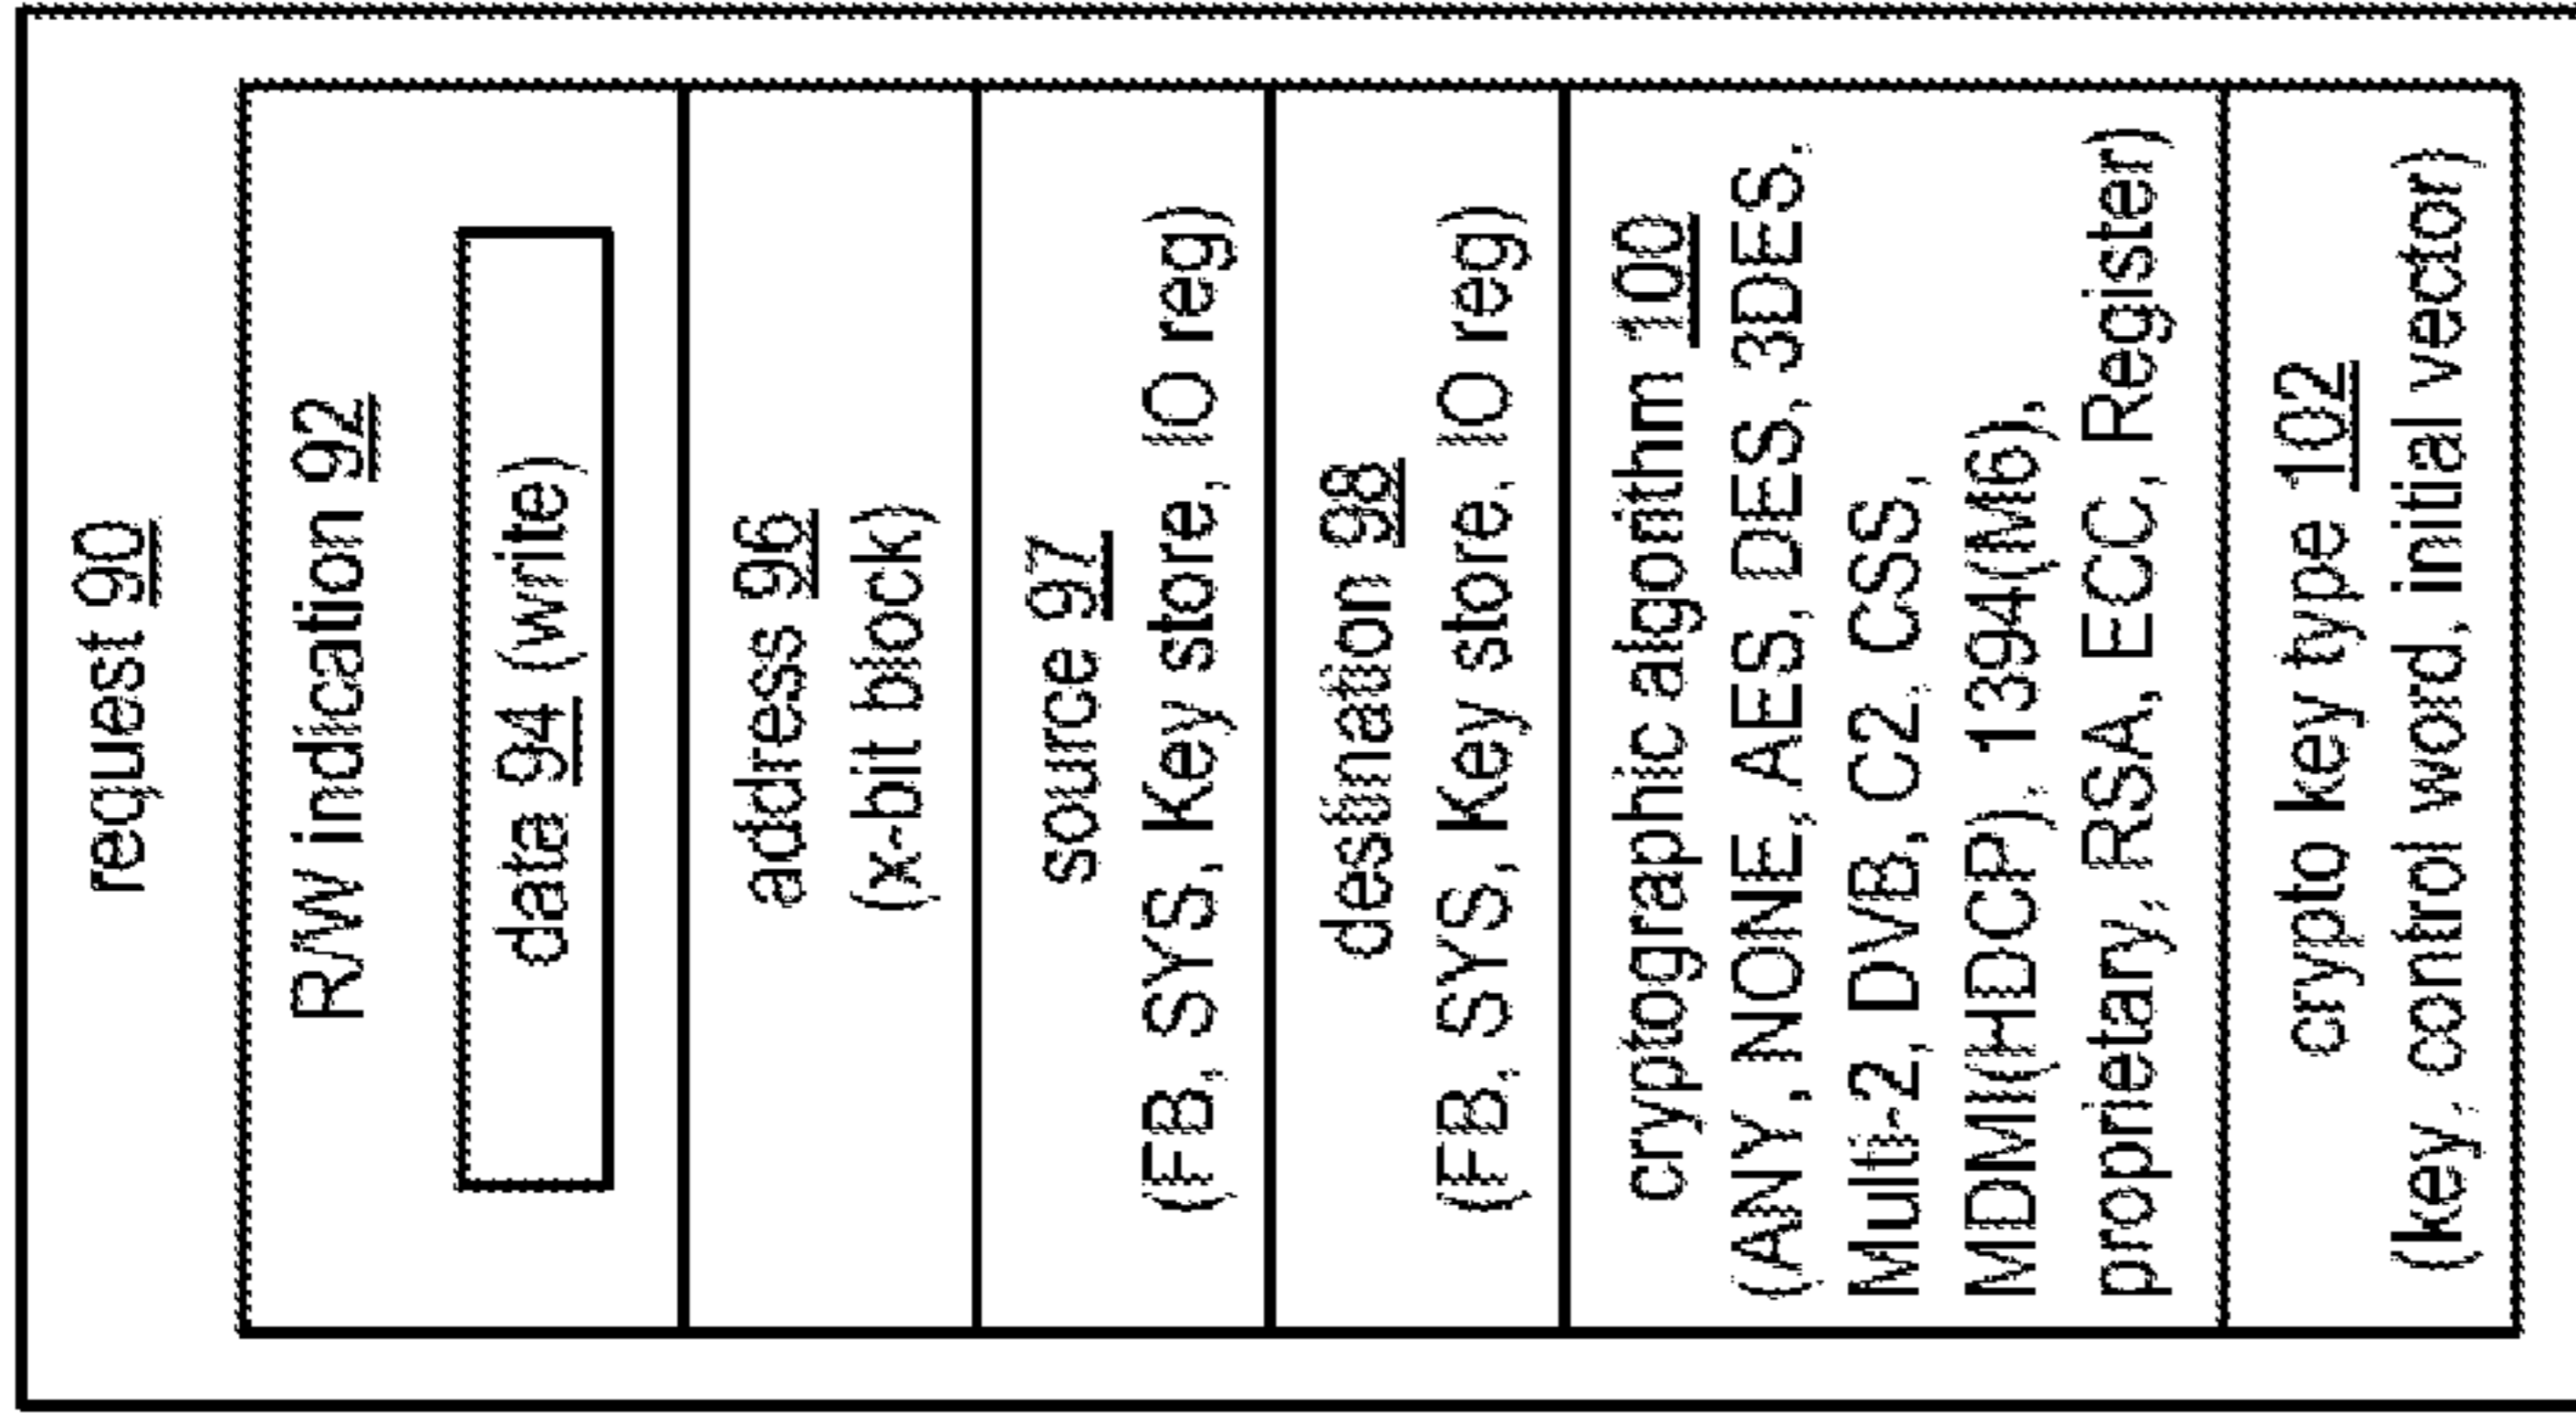 request 90
R/W indication 92
data 94 (write)
address 96
(x-bit block)
source 97
(FB, SYS, Key store, IO reg)
destination 98
(FB, SYS, Key store, IO reg)
cryptographic algorithm 100
(ANY, NONE, AES, DES, 3DES,
Multi-2, DVB, C2, CSS,
MDMI(HDCP), 1394(M6),
proprietary, RSA, ECC, Register)
crypto key type 102
(key, control word, initial vector)